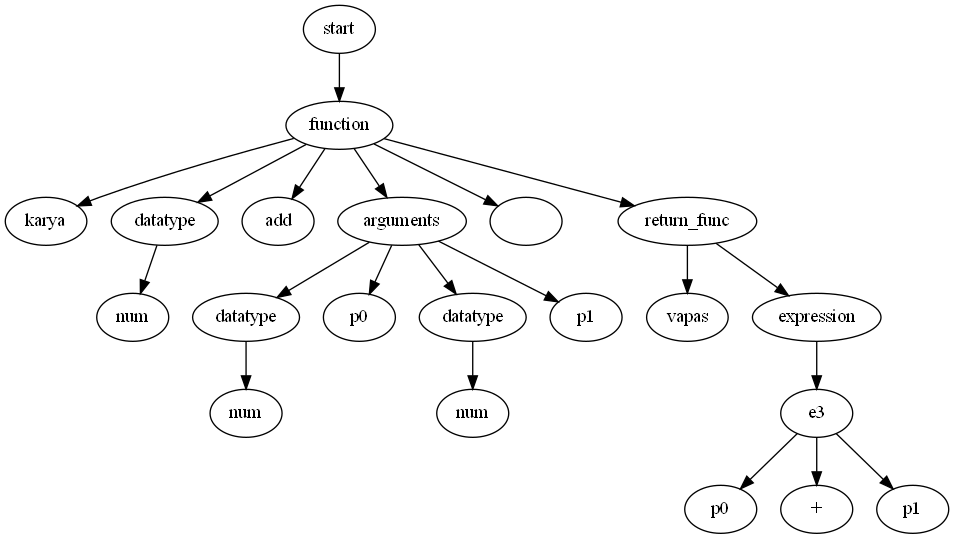 start
function
karya
datatype
add
arguments
return_func
num
datatype
p0
datatype
p1
vapas
expression
num
num
e3
p0
+
p1